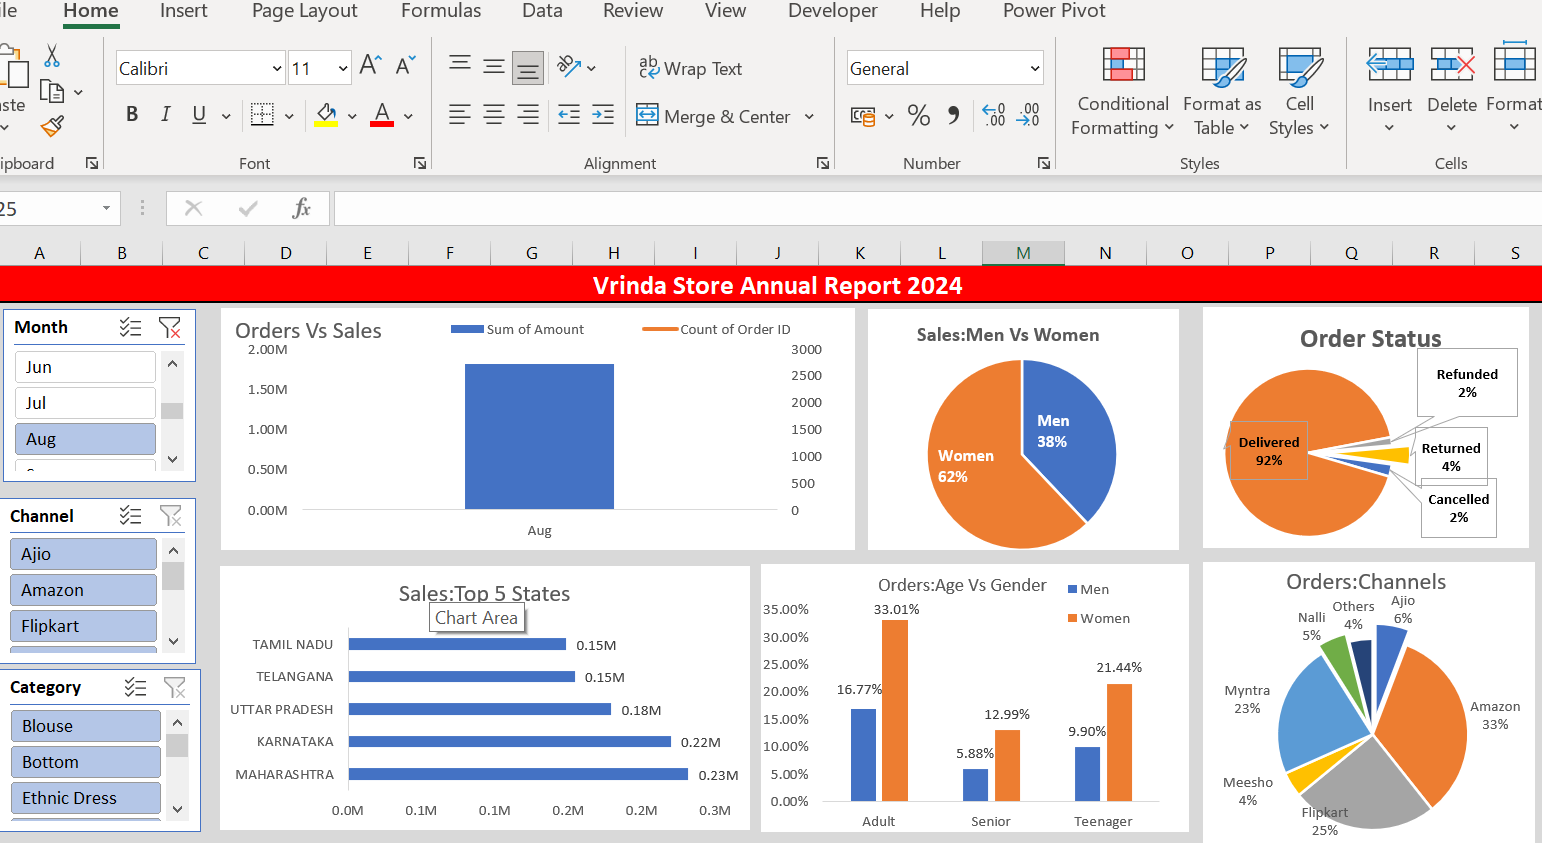 ile Home Insert Page Layout Formulas Data Review View Developer Help Power Pivot
Calibri 11 A A ab Wrap Text General
aste B I U A Merge & Center % , .00 .00
Conditional Formatting Format as Table Cell Styles Insert Delete Format
ipboard Font Alignment Number Styles Cells
25 fx
A B C D E F G H I J K L M N O P Q R S
Vrinda Store Annual Report 2024
Month
Jun
Jul
Aug
Channel
Ajio
Amazon
Flipkart
Category
Blouse
Bottom
Ethnic Dress
Orders Vs Sales
Sum of Amount Count of Order ID
2.00M 3000
2500
1.50M
2000
1.00M 1500
1000
0.50M
500
0.00M 0
Aug
Sales:Men Vs Women
Men
38%
Women
62%
Order Status
Refunded
2%
Delivered
92%
Returned
4%
Cancelled
2%
Sales:Top 5 States
Chart Area
TAMIL NADU 0.15M
TELANGANA 0.15M
UTTAR PRADESH 0.18M
KARNATAKA 0.22M
MAHARASHTRA 0.23M
0.0M 0.1M 0.1M 0.2M 0.2M 0.3M
Orders:Age Vs Gender
Men
Women
35.00%
30.00%
25.00%
20.00%
15.00%
10.00%
5.00%
0.00%
16.77% 33.01%
5.88% 12.99%
9.90% 21.44%
Adult Senior Teenager
Orders:Channels
Ajio
6%
Others
4%
Nalli
5%
Myntra
23%
Amazon
33%
Meesho
4%
Flipkart
25%